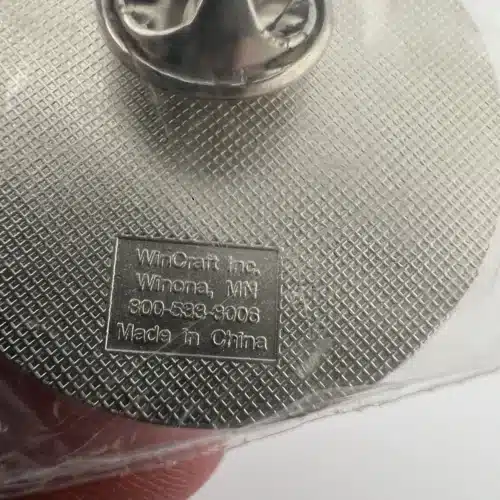 WinCraft Inc.
Winona, MN
800-533-8006
Made in China